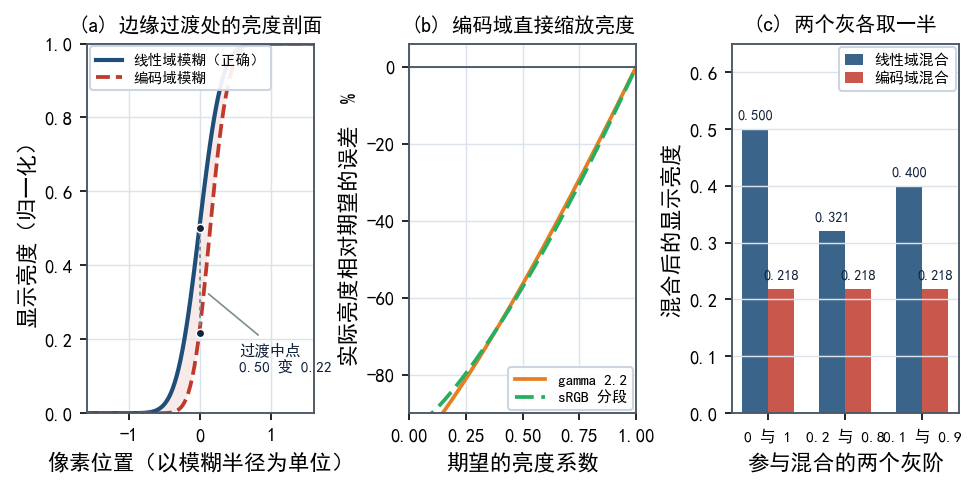 (a) 边缘过渡处的亮度剖面
线性域模糊（正确）
编码域模糊
过渡中点
0.50 变 0.22
显示亮度（归一化）
1.0
0.8
0.6
0.4
0.2
0.0
−1
0
1
像素位置（以模糊半径为单位）
(b) 编码域直接缩放亮度
实际亮度相对期望的误差 %
0
−20
−40
−60
−80
gamma 2.2
sRGB 分段
0.00
0.25
0.50
0.75
1.00
期望的亮度系数
(c) 两个灰各取一半
线性域混合
编码域混合
混合后的显示亮度
0.6
0.5
0.4
0.3
0.2
0.1
0.0
0.500
0.218
0.321
0.218
0.400
0.218
0 与 1
0.2 与 0.8
0.1 与 0.9
参与混合的两个灰阶